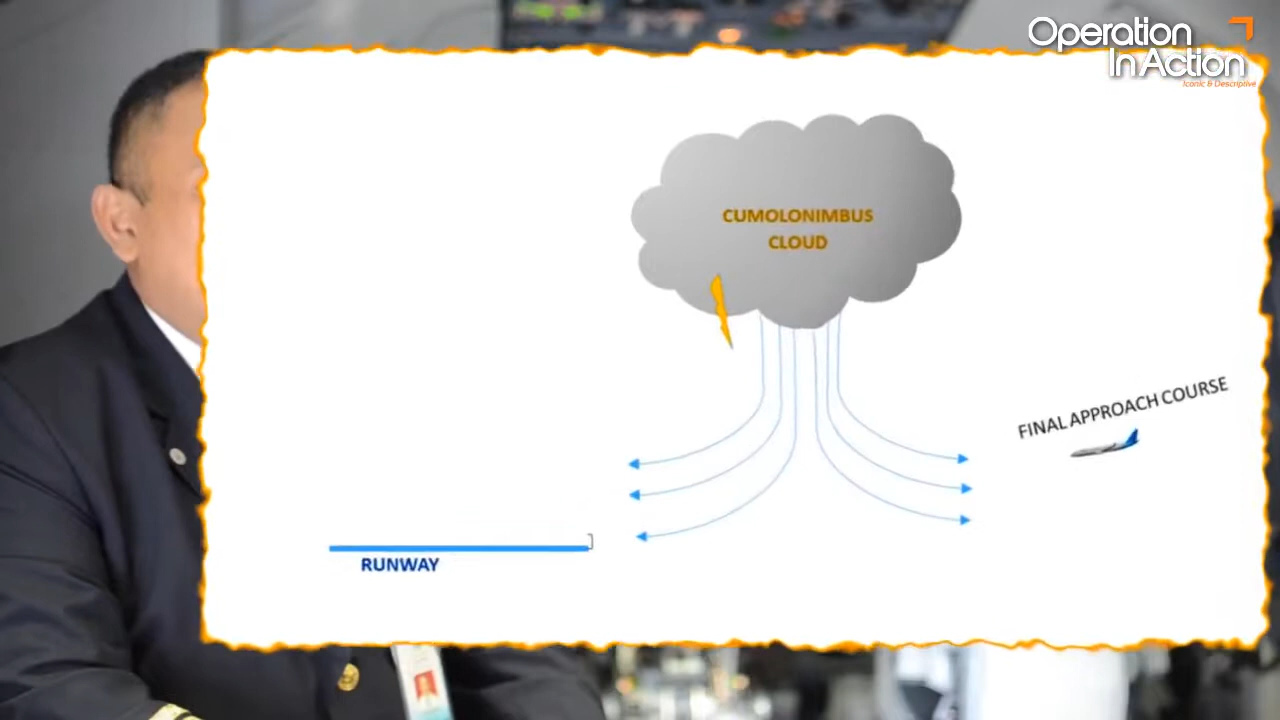 Operation
In Action
Iconic & Descriptive
CUMOLONIMBUS
CLOUD
FINAL APPROACH COURSE
RUNWAY